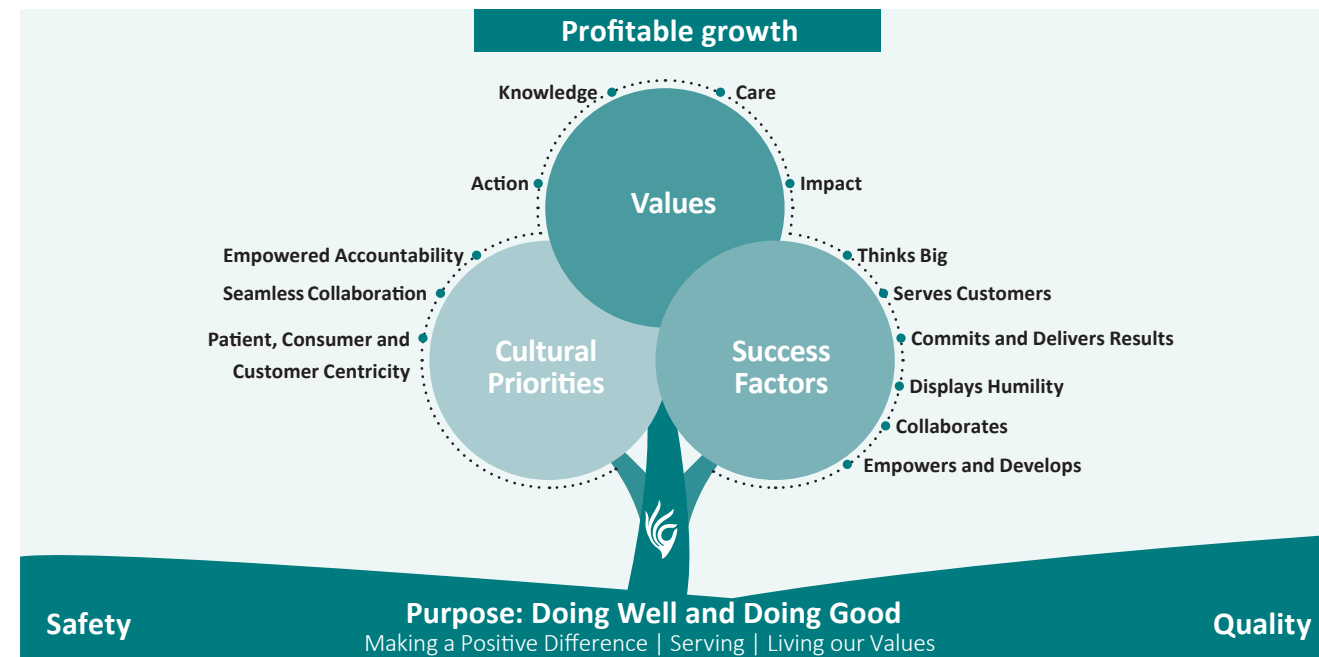 Profitable growth
Knowledge
Care
Action
Impact
Values
Empowered Accountability
Seamless Collaboration
Patient, Consumer and
Customer Centricity
Cultural
Priorities
Thinks Big
Serves Customers
Commits and Delivers Results
Displays Humility
Collaborates
Empowers and Develops
Success
Factors
Safety
Purpose: Doing Well and Doing Good
Making a Positive Difference | Serving | Living our Values
Quality